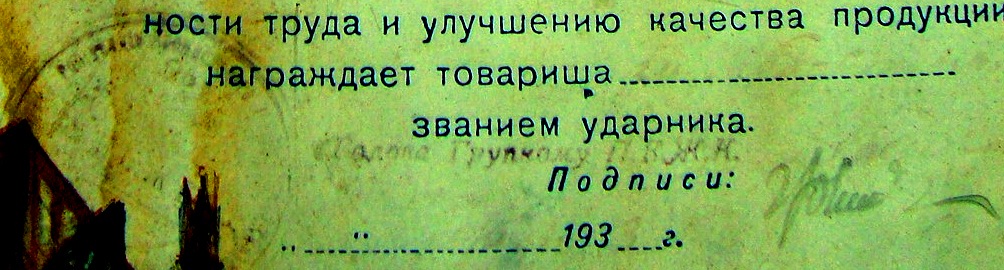 ности труда и улучшению качества продукции
награждает товарища
званием ударника.
Подписи:
„ “ 193 г.